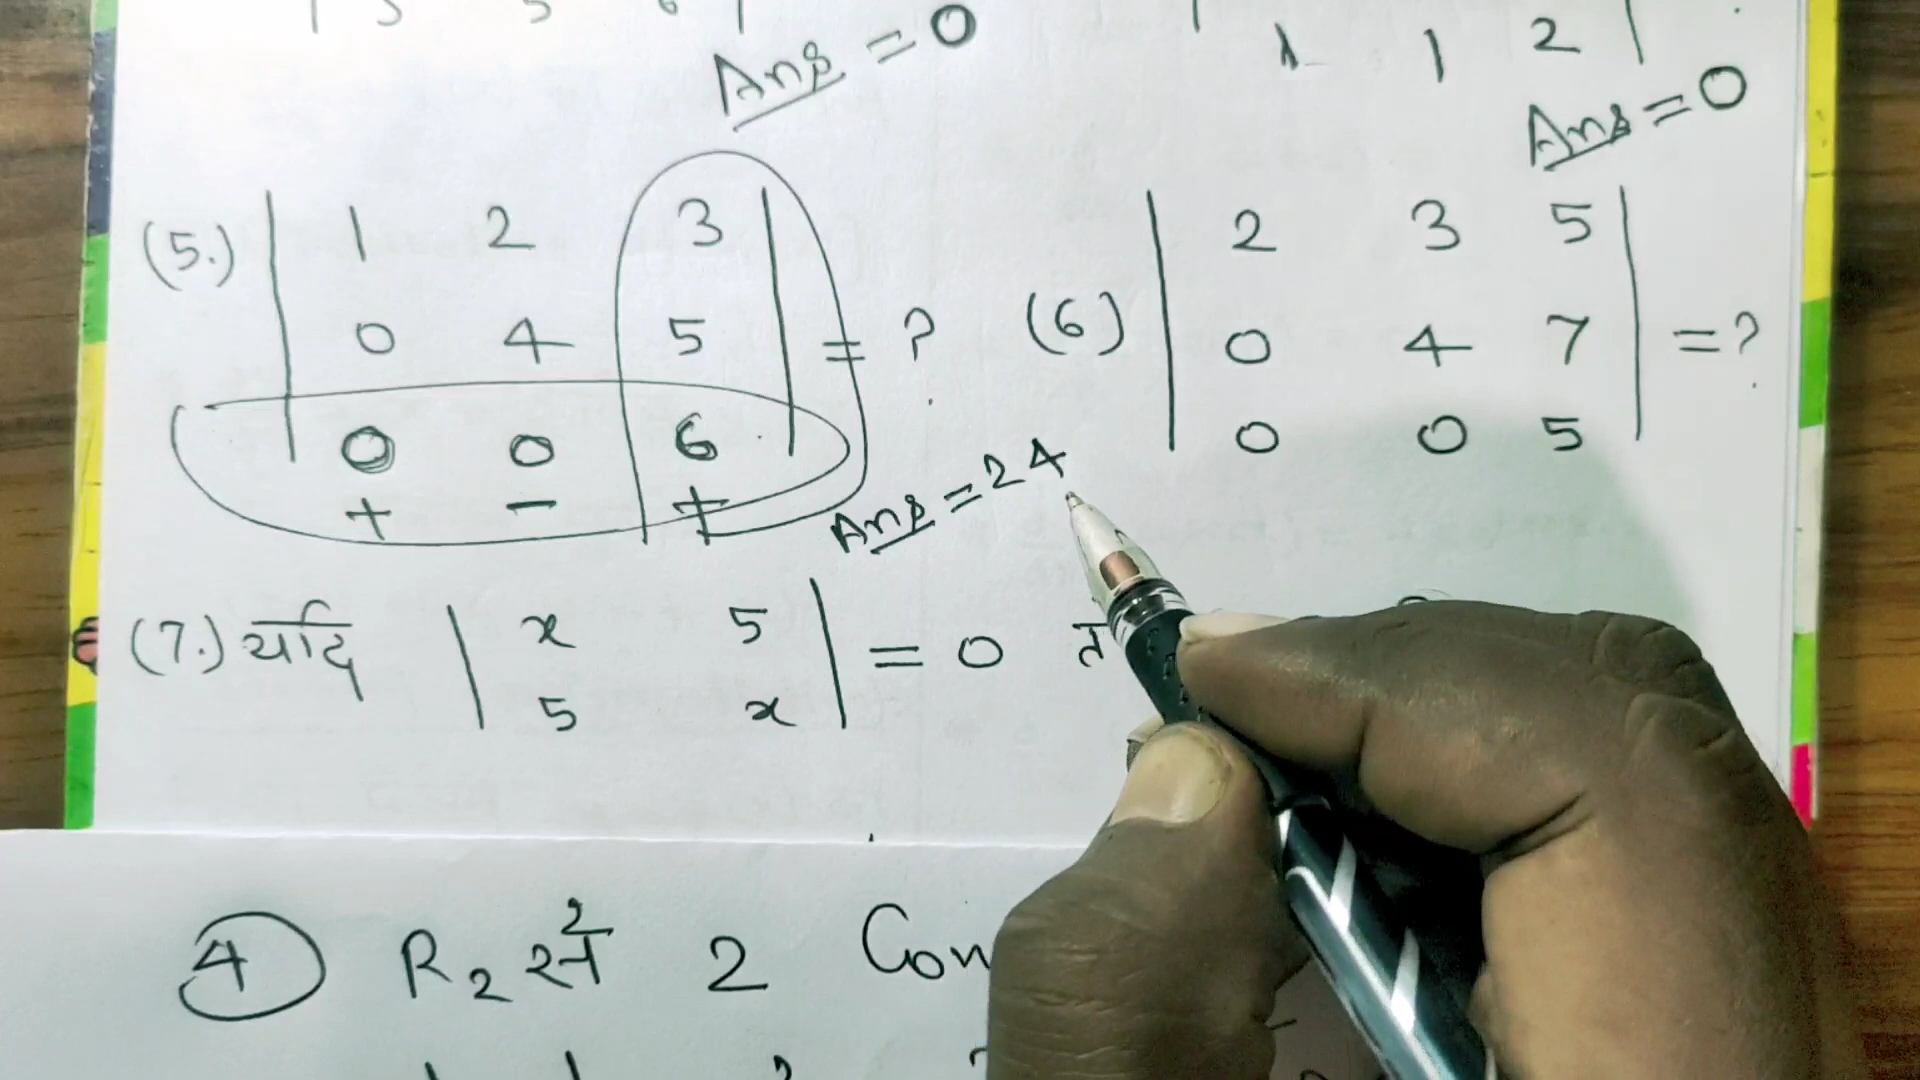 Ans = 0
1 1 2
Ans = 0
(5.) | 1 2 3 |
| 0 4 5 | = ?
| 0 0 6 |
+ - +
Ans = 24
(6) | 2 3 5 |
| 0 4 7 | = ?
| 0 0 5 |
(7.) यदि | x 5 | = 0
| 5 x |
4 R2 से 2